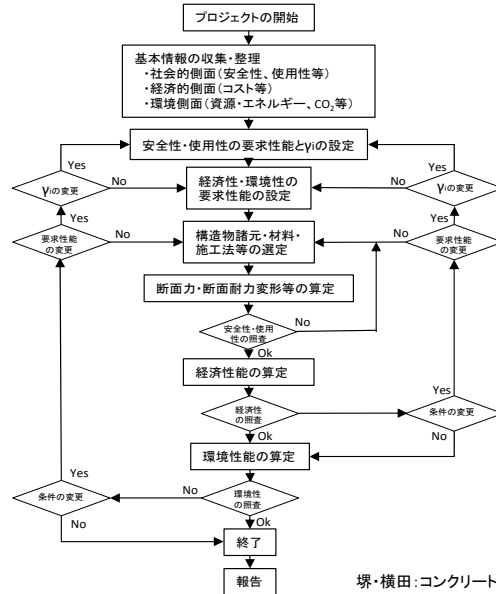 プロジェクトの開始
基本情報の収集・整理
・社会的側面(安全性、使用性等)
・経済的側面(コスト等)
・環境側面(資源・エネルギー、CO₂等)
安全性・使用性の要求性能とγiの設定
Yes
Yes
γiの変更
No
経済性・環境性の
要求性能の設定
No
γiの変更
Yes
Yes
要求性能
の変更
No
構造物諸元・材料・
施工法等の選定
No
要求性能
の変更
断面力・断面耐力変形等の算定
安全性・使用
性の照査
No
Ok
経済性能の算定
Yes
経済性
の照査
条件の変更
Ok
No
環境性能の算定
Yes
条件の変更
No
環境性
の照査
No
Ok
終了
報告
堺・横田:コンクリート